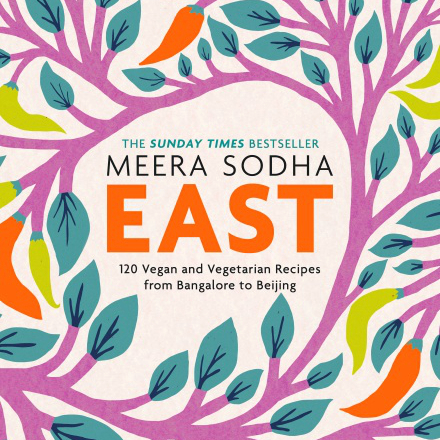 THE SUNDAY TIMES BESTSELLER
MEERA SODHA
EAST
120 Vegan and Vegetarian Recipes
from Bangalore to Beijing